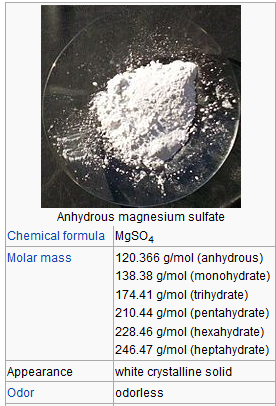 Anhydrous magnesium sulfate
Chemical formula MgSO₄
Molar mass 120.366 g/mol (anhydrous)
138.38 g/mol (monohydrate)
174.41 g/mol (trihydrate)
210.44 g/mol (pentahydrate)
228.46 g/mol (hexahydrate)
246.47 g/mol (heptahydrate)
Appearance white crystalline solid
Odor odorless